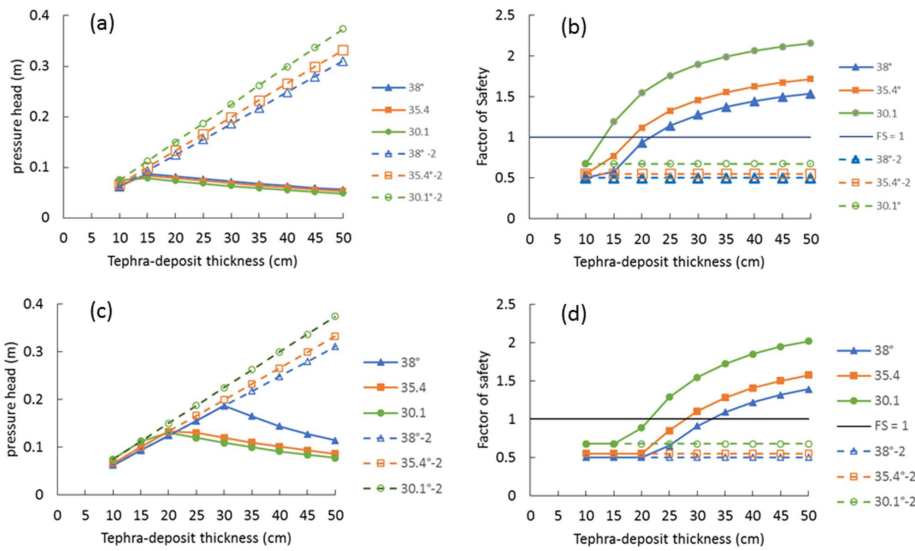 (a)
0.4
0.3
0.2
0.1
0
pressure head (m)
0 5 10 15 20 25 30 35 40 45 50
Tephra-deposit thickness (cm)
38°
35.4
30.1
38° -2
35.4°-2
30.1°-2
(b)
2.5
2
1.5
1
0.5
0
Factor of Safety
0 5 10 15 20 25 30 35 40 45 50
Tephra-deposit thickness (cm)
38°
35.4°
30.1
FS = 1
38°-2
35.4°-2
30.1°
(c)
0.4
0.3
0.2
0.1
0
pressure head (m)
0 5 10 15 20 25 30 35 40 45 50
Tephra-deposit thickness (cm)
38°
35.4
30.1
38°-2
35.4°-2
30.1°-2
(d)
2.5
2
1.5
1
0.5
0
Factor of safety
0 5 10 15 20 25 30 35 40 45 50
Tephra-deposit thickness (cm)
38°
35.4
30.1
FS = 1
38°-2
35.4°-2
30.1°-2